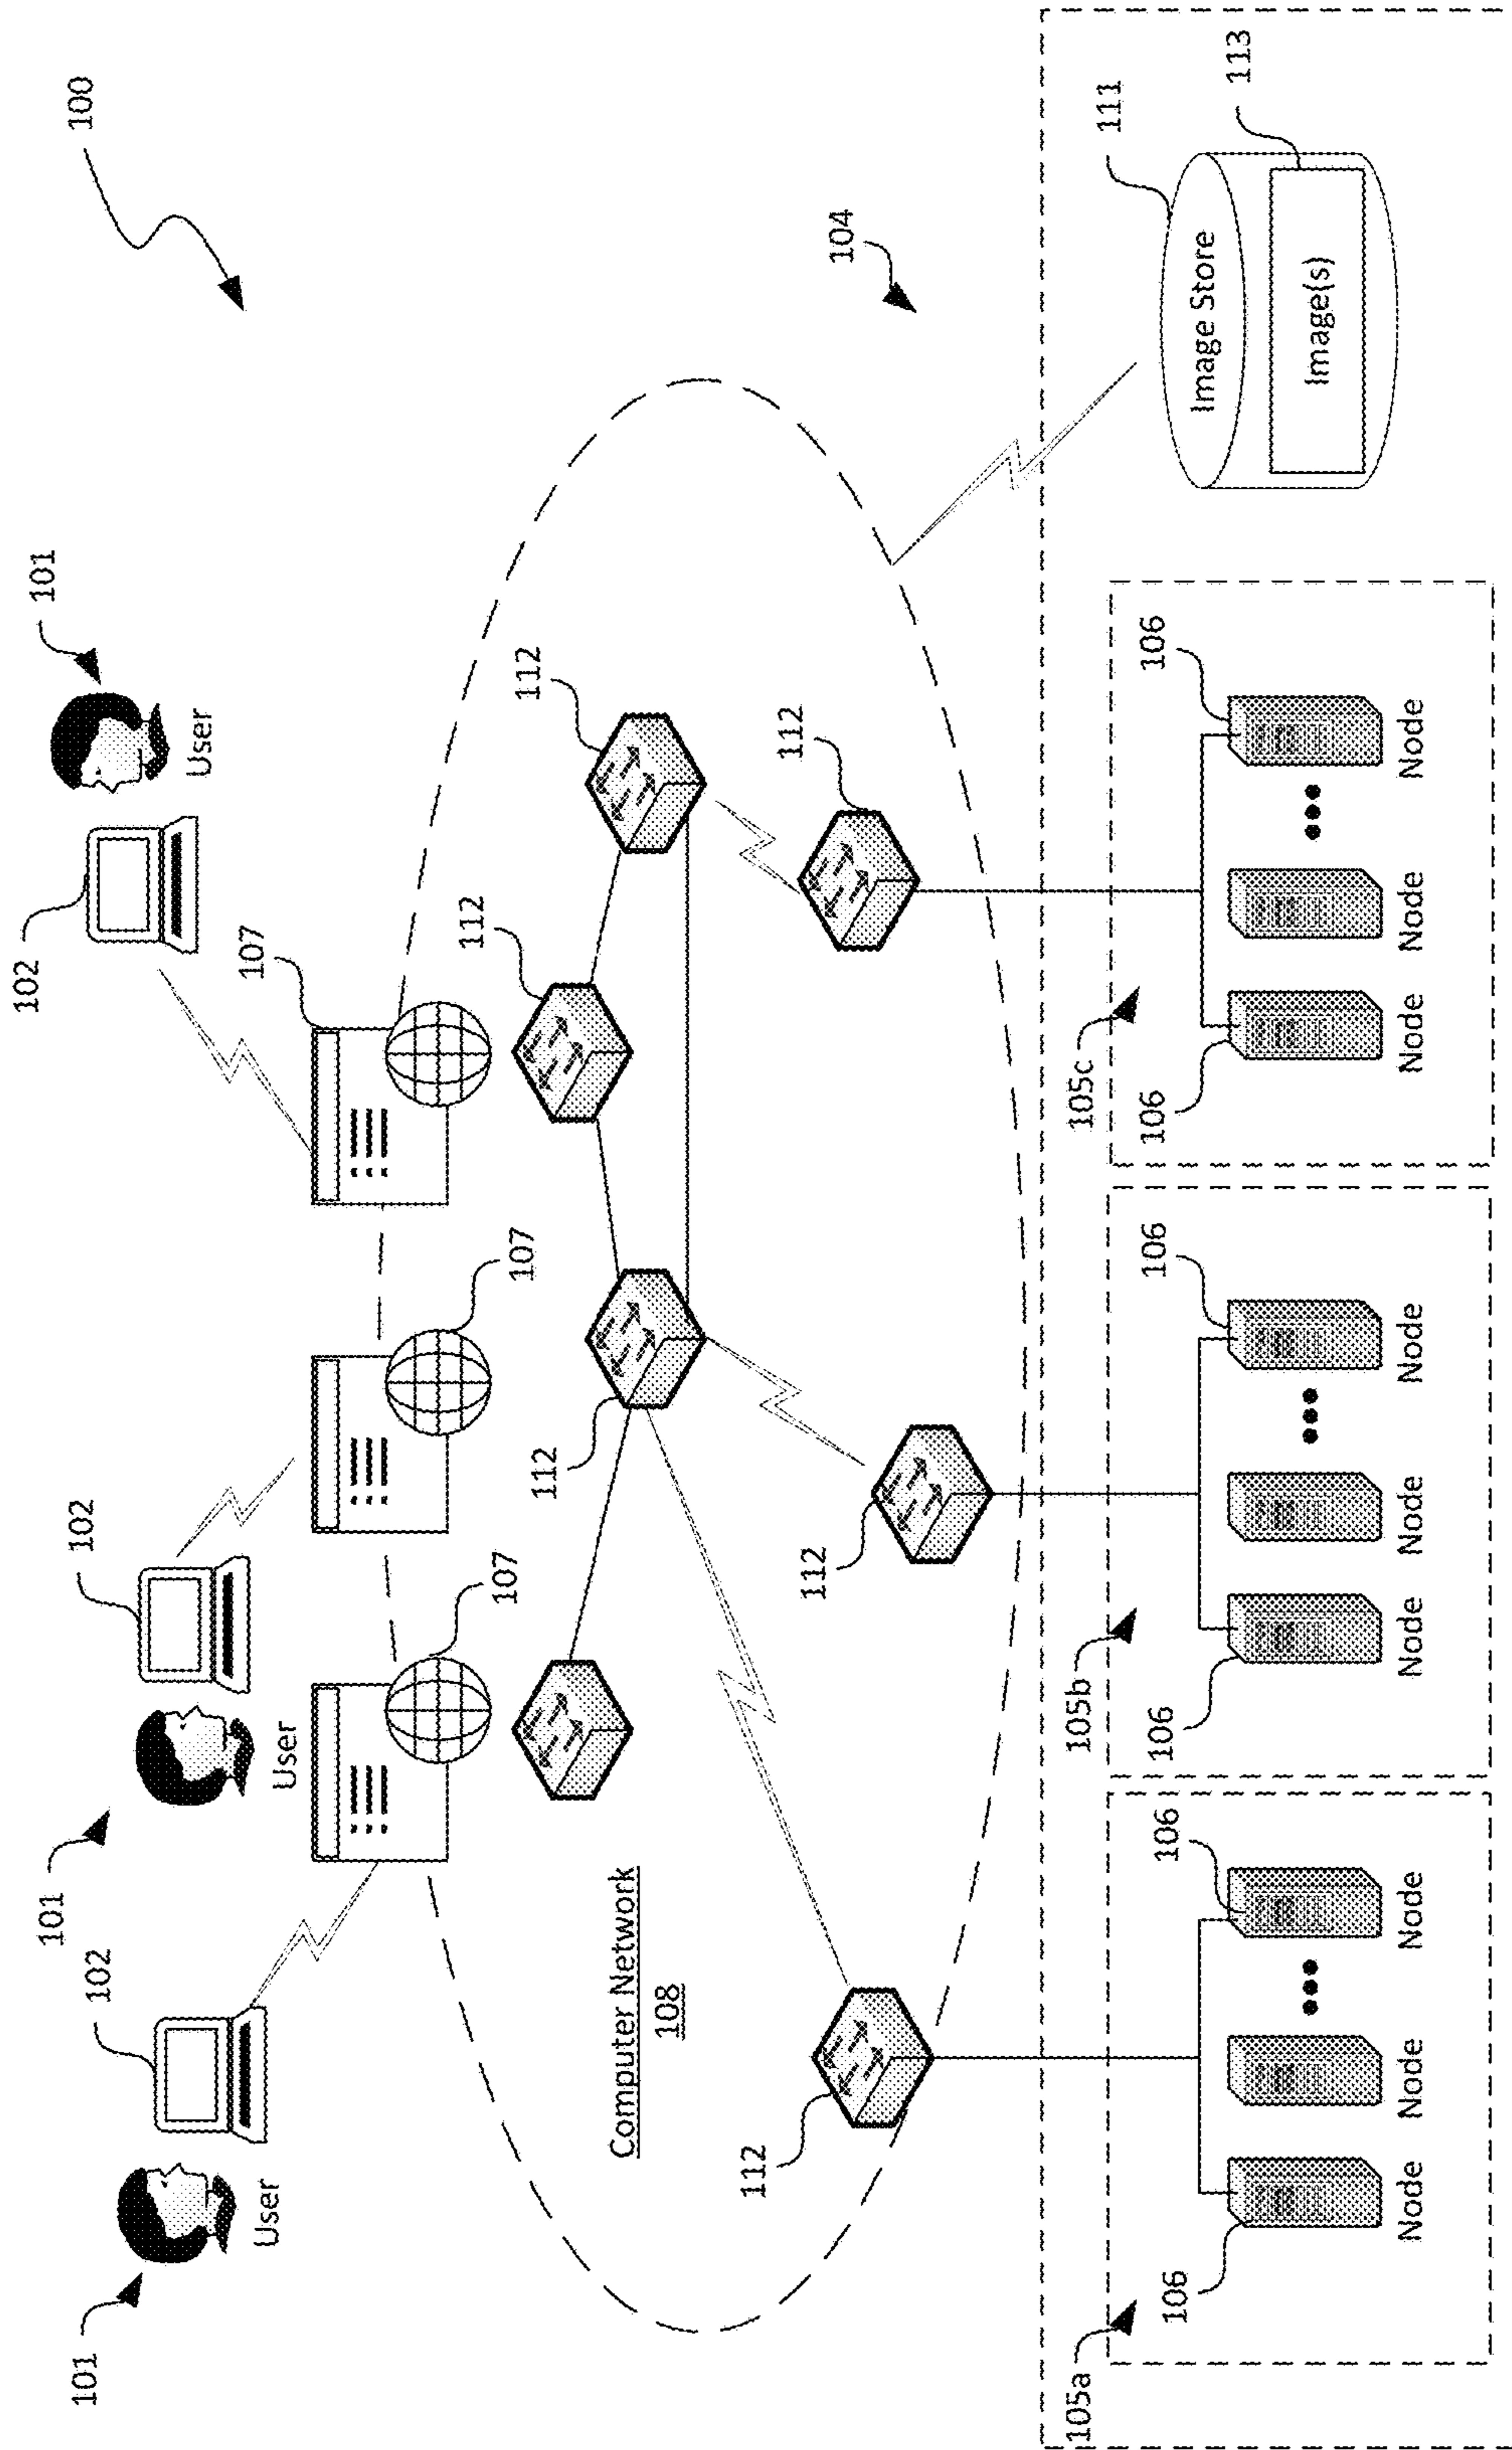 100
101
102
User
101
102
User
102
101
User
107
107
107
112
112
112
Computer Network
108
112
112
112
104
105a
105b
105c
111
113
106
106
106
106
106
106
Image Store
Image(s)
Node
Node
Node
Node
Node
Node
Node
Node
Node